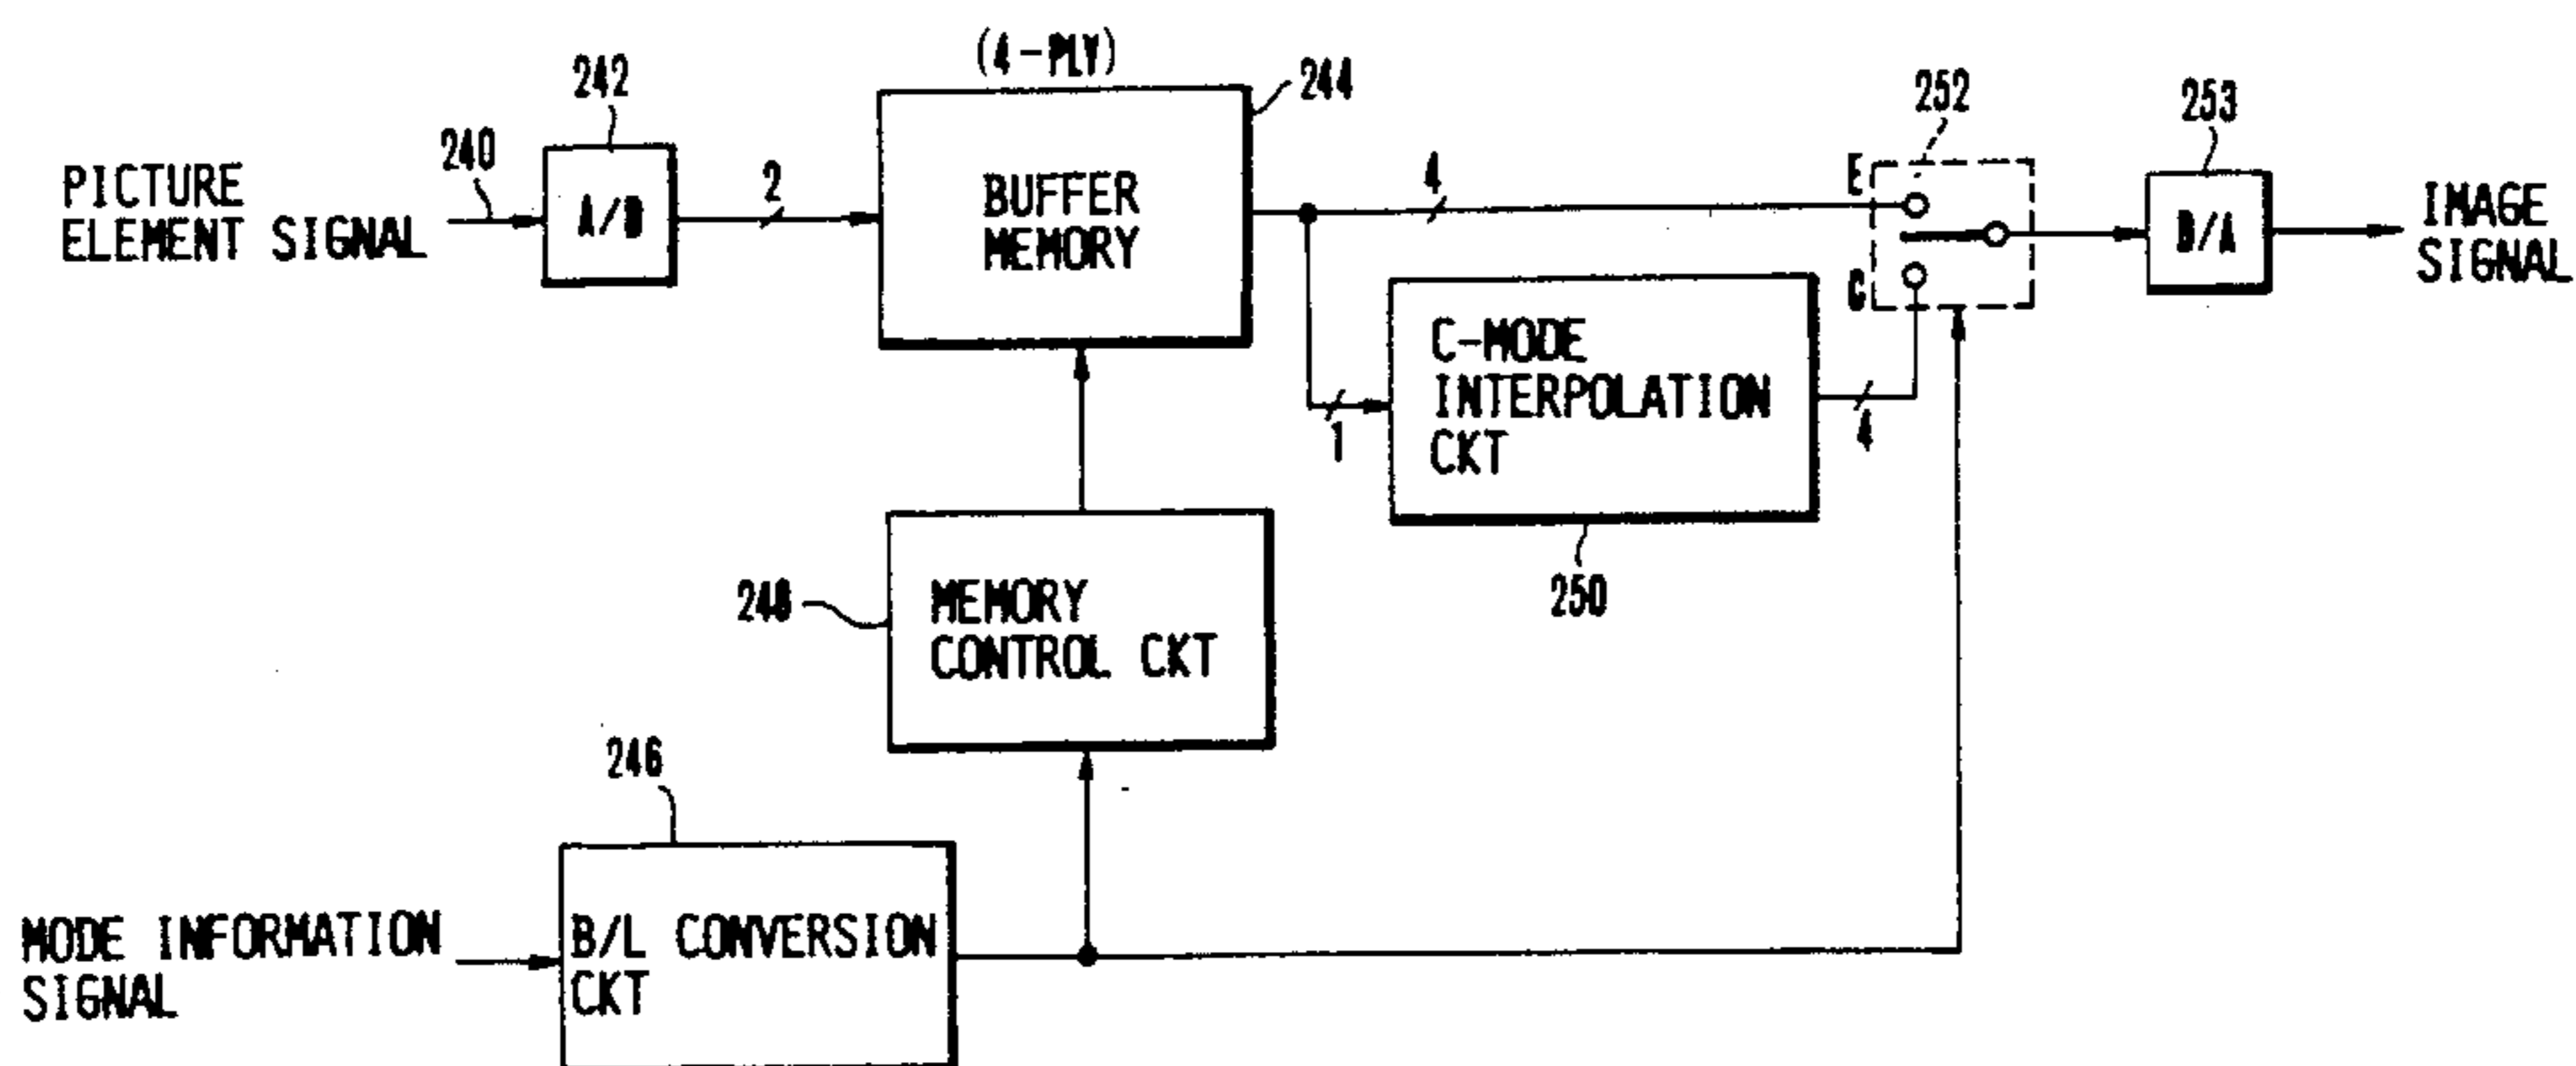 (4-PLY)
242
244
252
253
240
PICTURE
ELEMENT SIGNAL
A/D
2
BUFFER
MEMORY
4
E
C
D/A
IMAGE
SIGNAL
1
C-MODE
INTERPOLATION
CKT
4
250
248
MEMORY
CONTROL CKT
246
MODE INFORMATION
SIGNAL
B/L CONVERSION
CKT